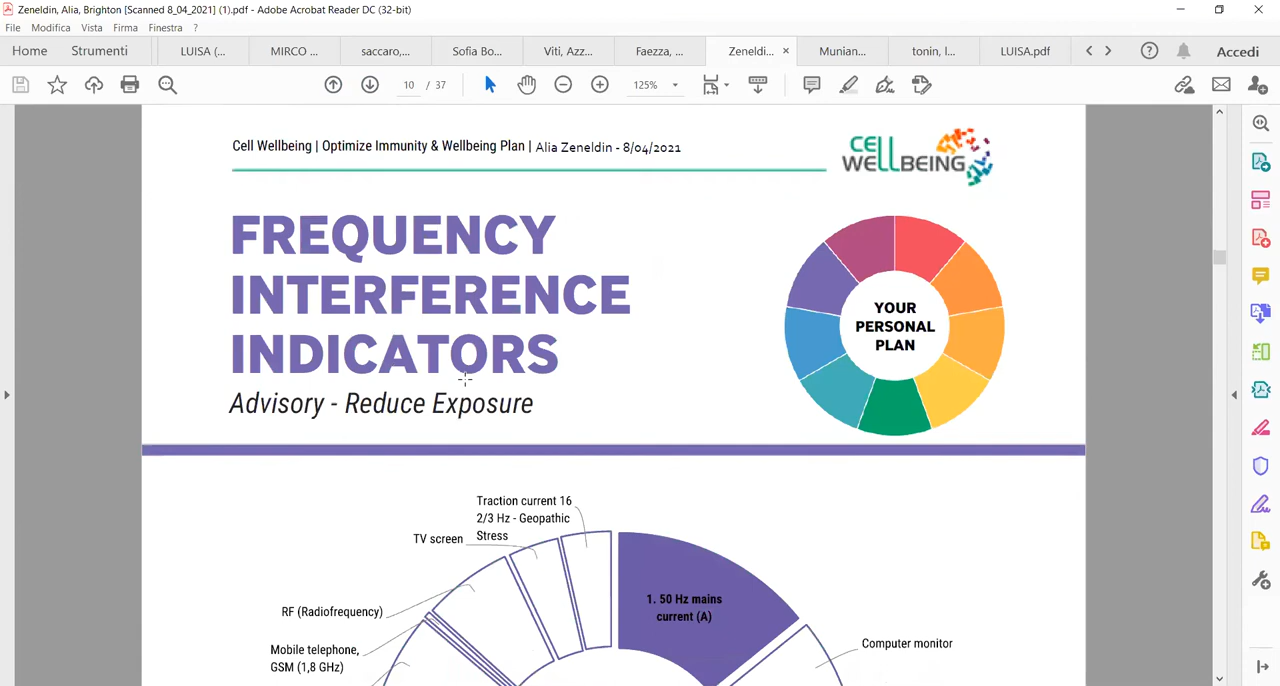 Zeneldin, Alia, Brighton [Scanned 8_04_2021] (1).pdf - Adobe Acrobat Reader DC (32-bit)
File Modifica Vista Firma Finestra ?
Home Strumenti LUISA (... MIRCO ... saccaro,... Sofia Bo... Viti, Azz... Faezza, ... Zeneldi... × Munian... tonin, l... LUISA.pdf Accedi
10 / 37 125%
Cell Wellbeing | Optimize Immunity & Wellbeing Plan | Alia Zeneldin - 8/04/2021
CELL
WELLBEING
FREQUENCY
INTERFERENCE
INDICATORS
Advisory - Reduce Exposure
YOUR
PERSONAL
PLAN
Traction current 16
2/3 Hz - Geopathic
Stress
TV screen
1. 50 Hz mains
current (A)
RF (Radiofrequency)
Computer monitor
Mobile telephone,
GSM (1,8 GHz)